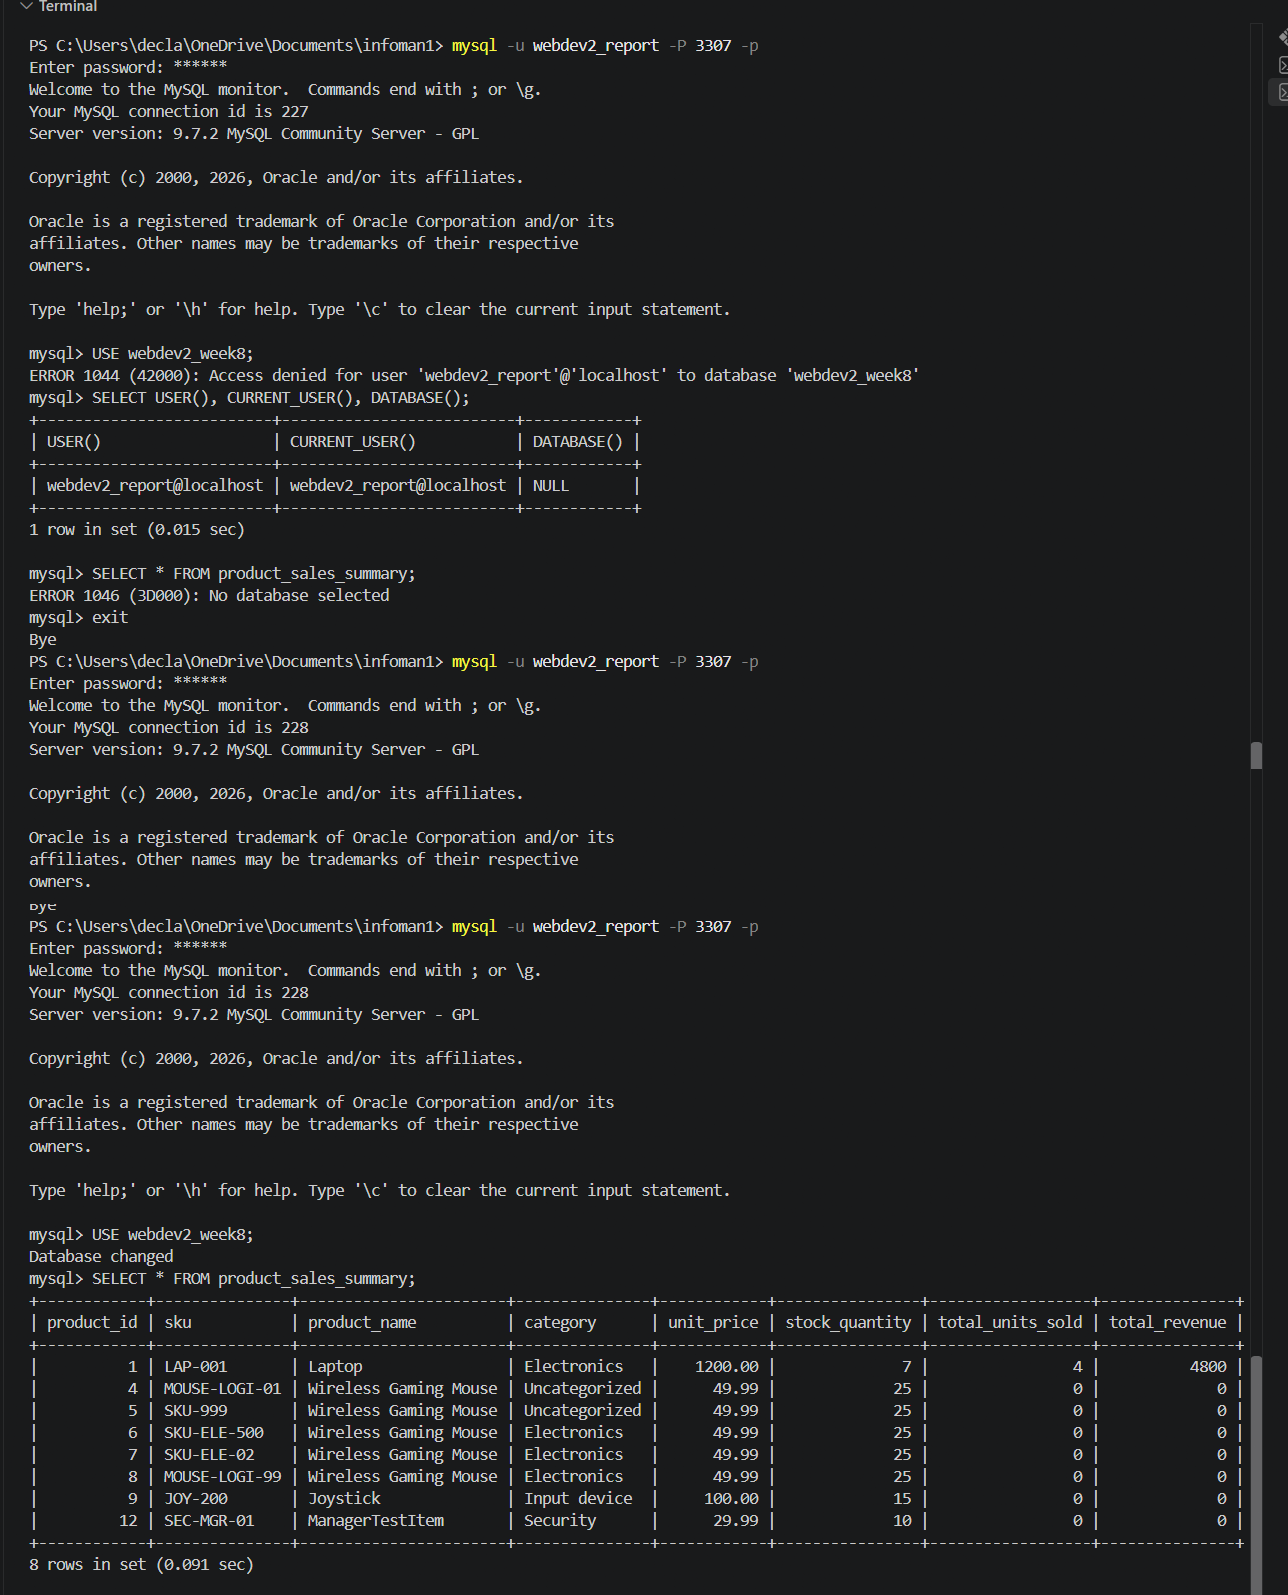 Terminal
PS C:\Users\decla\OneDrive\Documents\infoman1> mysql -u webdev2_report -P 3307 -p
Enter password: ******
Welcome to the MySQL monitor.  Commands end with ; or \g.
Your MySQL connection id is 227
Server version: 9.7.2 MySQL Community Server - GPL

Copyright (c) 2000, 2026, Oracle and/or its affiliates.

Oracle is a registered trademark of Oracle Corporation and/or its
affiliates. Other names may be trademarks of their respective
owners.

Type 'help;' or '\h' for help. Type '\c' to clear the current input statement.

mysql> USE webdev2_week8;
ERROR 1044 (42000): Access denied for user 'webdev2_report'@'localhost' to database 'webdev2_week8'
mysql> SELECT USER(), CURRENT_USER(), DATABASE();
+--------------------------+--------------------------+------------+
| USER()                   | CURRENT_USER()           | DATABASE() |
+--------------------------+--------------------------+------------+
| webdev2_report@localhost | webdev2_report@localhost | NULL       |
+--------------------------+--------------------------+------------+
1 row in set (0.015 sec)

mysql> SELECT * FROM product_sales_summary;
ERROR 1046 (3D000): No database selected
mysql> exit
Bye
PS C:\Users\decla\OneDrive\Documents\infoman1> mysql -u webdev2_report -P 3307 -p
Enter password: ******
Welcome to the MySQL monitor.  Commands end with ; or \g.
Your MySQL connection id is 228
Server version: 9.7.2 MySQL Community Server - GPL

Copyright (c) 2000, 2026, Oracle and/or its affiliates.

Oracle is a registered trademark of Oracle Corporation and/or its
affiliates. Other names may be trademarks of their respective
owners.
Bye
PS C:\Users\decla\OneDrive\Documents\infoman1> mysql -u webdev2_report -P 3307 -p
Enter password: ******
Welcome to the MySQL monitor.  Commands end with ; or \g.
Your MySQL connection id is 228
Server version: 9.7.2 MySQL Community Server - GPL

Copyright (c) 2000, 2026, Oracle and/or its affiliates.

Oracle is a registered trademark of Oracle Corporation and/or its
affiliates. Other names may be trademarks of their respective
owners.

Type 'help;' or '\h' for help. Type '\c' to clear the current input statement.

mysql> USE webdev2_week8;
Database changed
mysql> SELECT * FROM product_sales_summary;
+------------+---------------+-----------------------+---------------+------------+----------------+------------------+---------------+
| product_id | sku           | product_name          | category      | unit_price | stock_quantity | total_units_sold | total_revenue |
+------------+---------------+-----------------------+---------------+------------+----------------+------------------+---------------+
|          1 | LAP-001       | Laptop                | Electronics   |    1200.00 |              7 |                4 |          4800 |
|          4 | MOUSE-LOGI-01 | Wireless Gaming Mouse | Uncategorized |      49.99 |             25 |                0 |             0 |
|          5 | SKU-999       | Wireless Gaming Mouse | Uncategorized |      49.99 |             25 |                0 |             0 |
|          6 | SKU-ELE-500   | Wireless Gaming Mouse | Electronics   |      49.99 |             25 |                0 |             0 |
|          7 | SKU-ELE-02    | Wireless Gaming Mouse | Electronics   |      49.99 |             25 |                0 |             0 |
|          8 | MOUSE-LOGI-99 | Wireless Gaming Mouse | Electronics   |      49.99 |             25 |                0 |             0 |
|          9 | JOY-200       | Joystick              | Input device  |     100.00 |             15 |                0 |             0 |
|         12 | SEC-MGR-01    | ManagerTestItem       | Security      |      29.99 |             10 |                0 |             0 |
+------------+---------------+-----------------------+---------------+------------+----------------+------------------+---------------+
8 rows in set (0.091 sec)